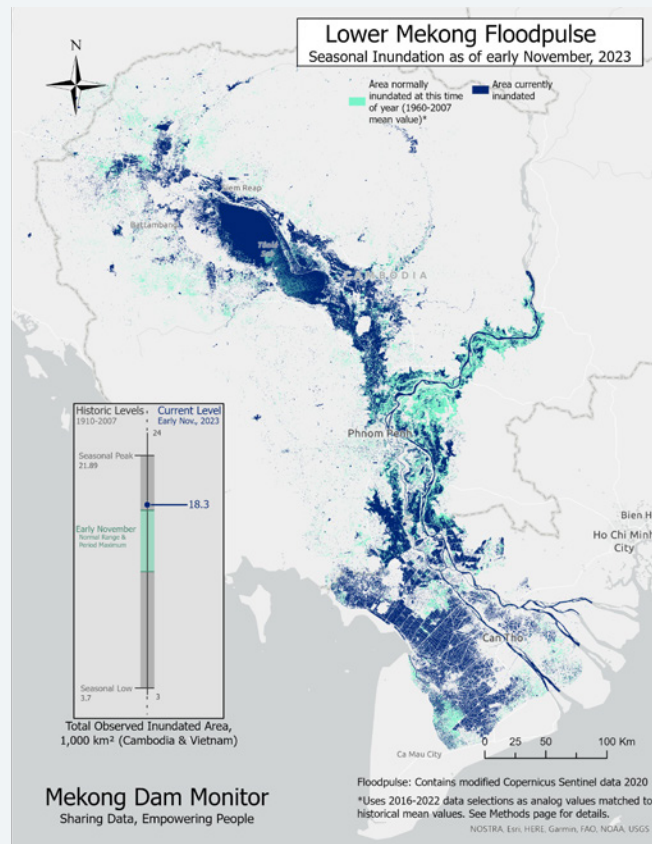 Lower Mekong Floodpulse
Seasonal Inundation as of early November, 2023
N
Area normally
inundated at this time
of year (1960-2007
mean value)*
Area currently
inundated
Siem Reap
Battambang
Tonle
CAMBODIA
Historic Levels
1910-2007
Current Level
Early Nov., 2023
24
Seasonal Peak
21.89
18.3
Early November
Normal Range &
Period Maximum
Seasonal Low
3.7
3
Total Observed Inundated Area,
1,000 km² (Cambodia & Vietnam)
Phnom Penh
Bien H
Ho Chi Minh
City
Can Tho
Ca Mau City
0 25 50 100 Km
Mekong Dam Monitor
Sharing Data, Empowering People
Floodpulse: Contains modified Copernicus Sentinel data 2020
*Uses 2016-2022 data selections as analog values matched to
historical mean values. See Methods page for details.
NOSTRA, Esri, HERE, Garmin, FAO, NOAA, USGS